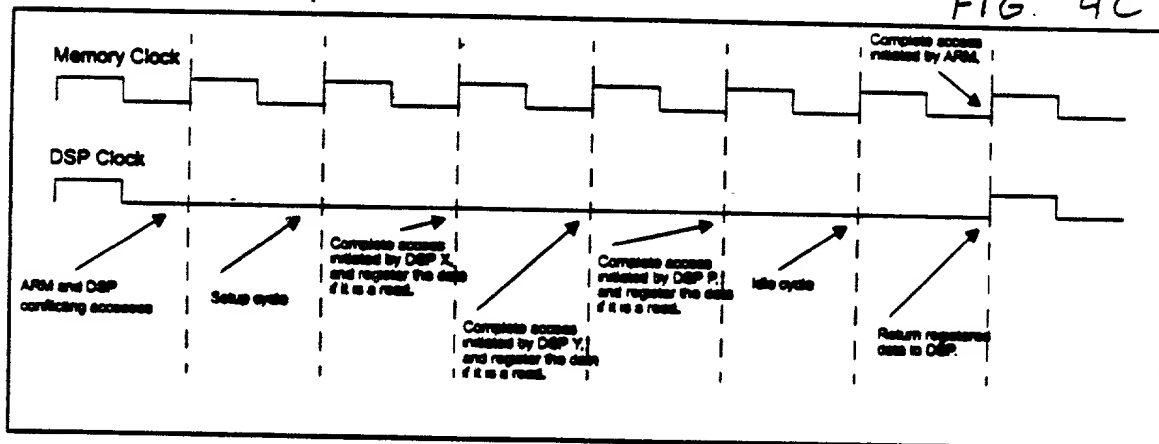 FIG. 4C
Complete access
initiated by ARM.
Memory Clock
DSP Clock
ARM and DSP
conflicting accesses
Setup cycle
Complete access
initiated by DSP X,
and register the data
if it is a read.
Complete access
initiated by DSP Y,
and register the data
if it is a read.
Complete access
initiated by DSP P,
and register the data
if it is a read.
Idle cycle
Return registered
data to DSP.